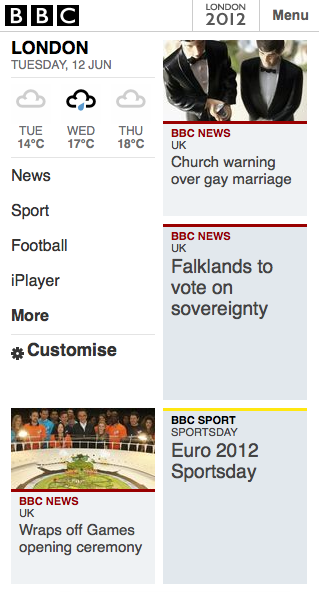 BBC
LONDON
2012
Menu
LONDON
TUESDAY, 12 JUN
TUE WED THU
14°C 17°C 18°C
News
Sport
Football
iPlayer
More
Customise
BBC NEWS
UK
Church warning
over gay marriage
BBC NEWS
UK
Falklands to
vote on
sovereignty
BBC NEWS
UK
Wraps off Games
opening ceremony
BBC SPORT
SPORTSDAY
Euro 2012
Sportsday